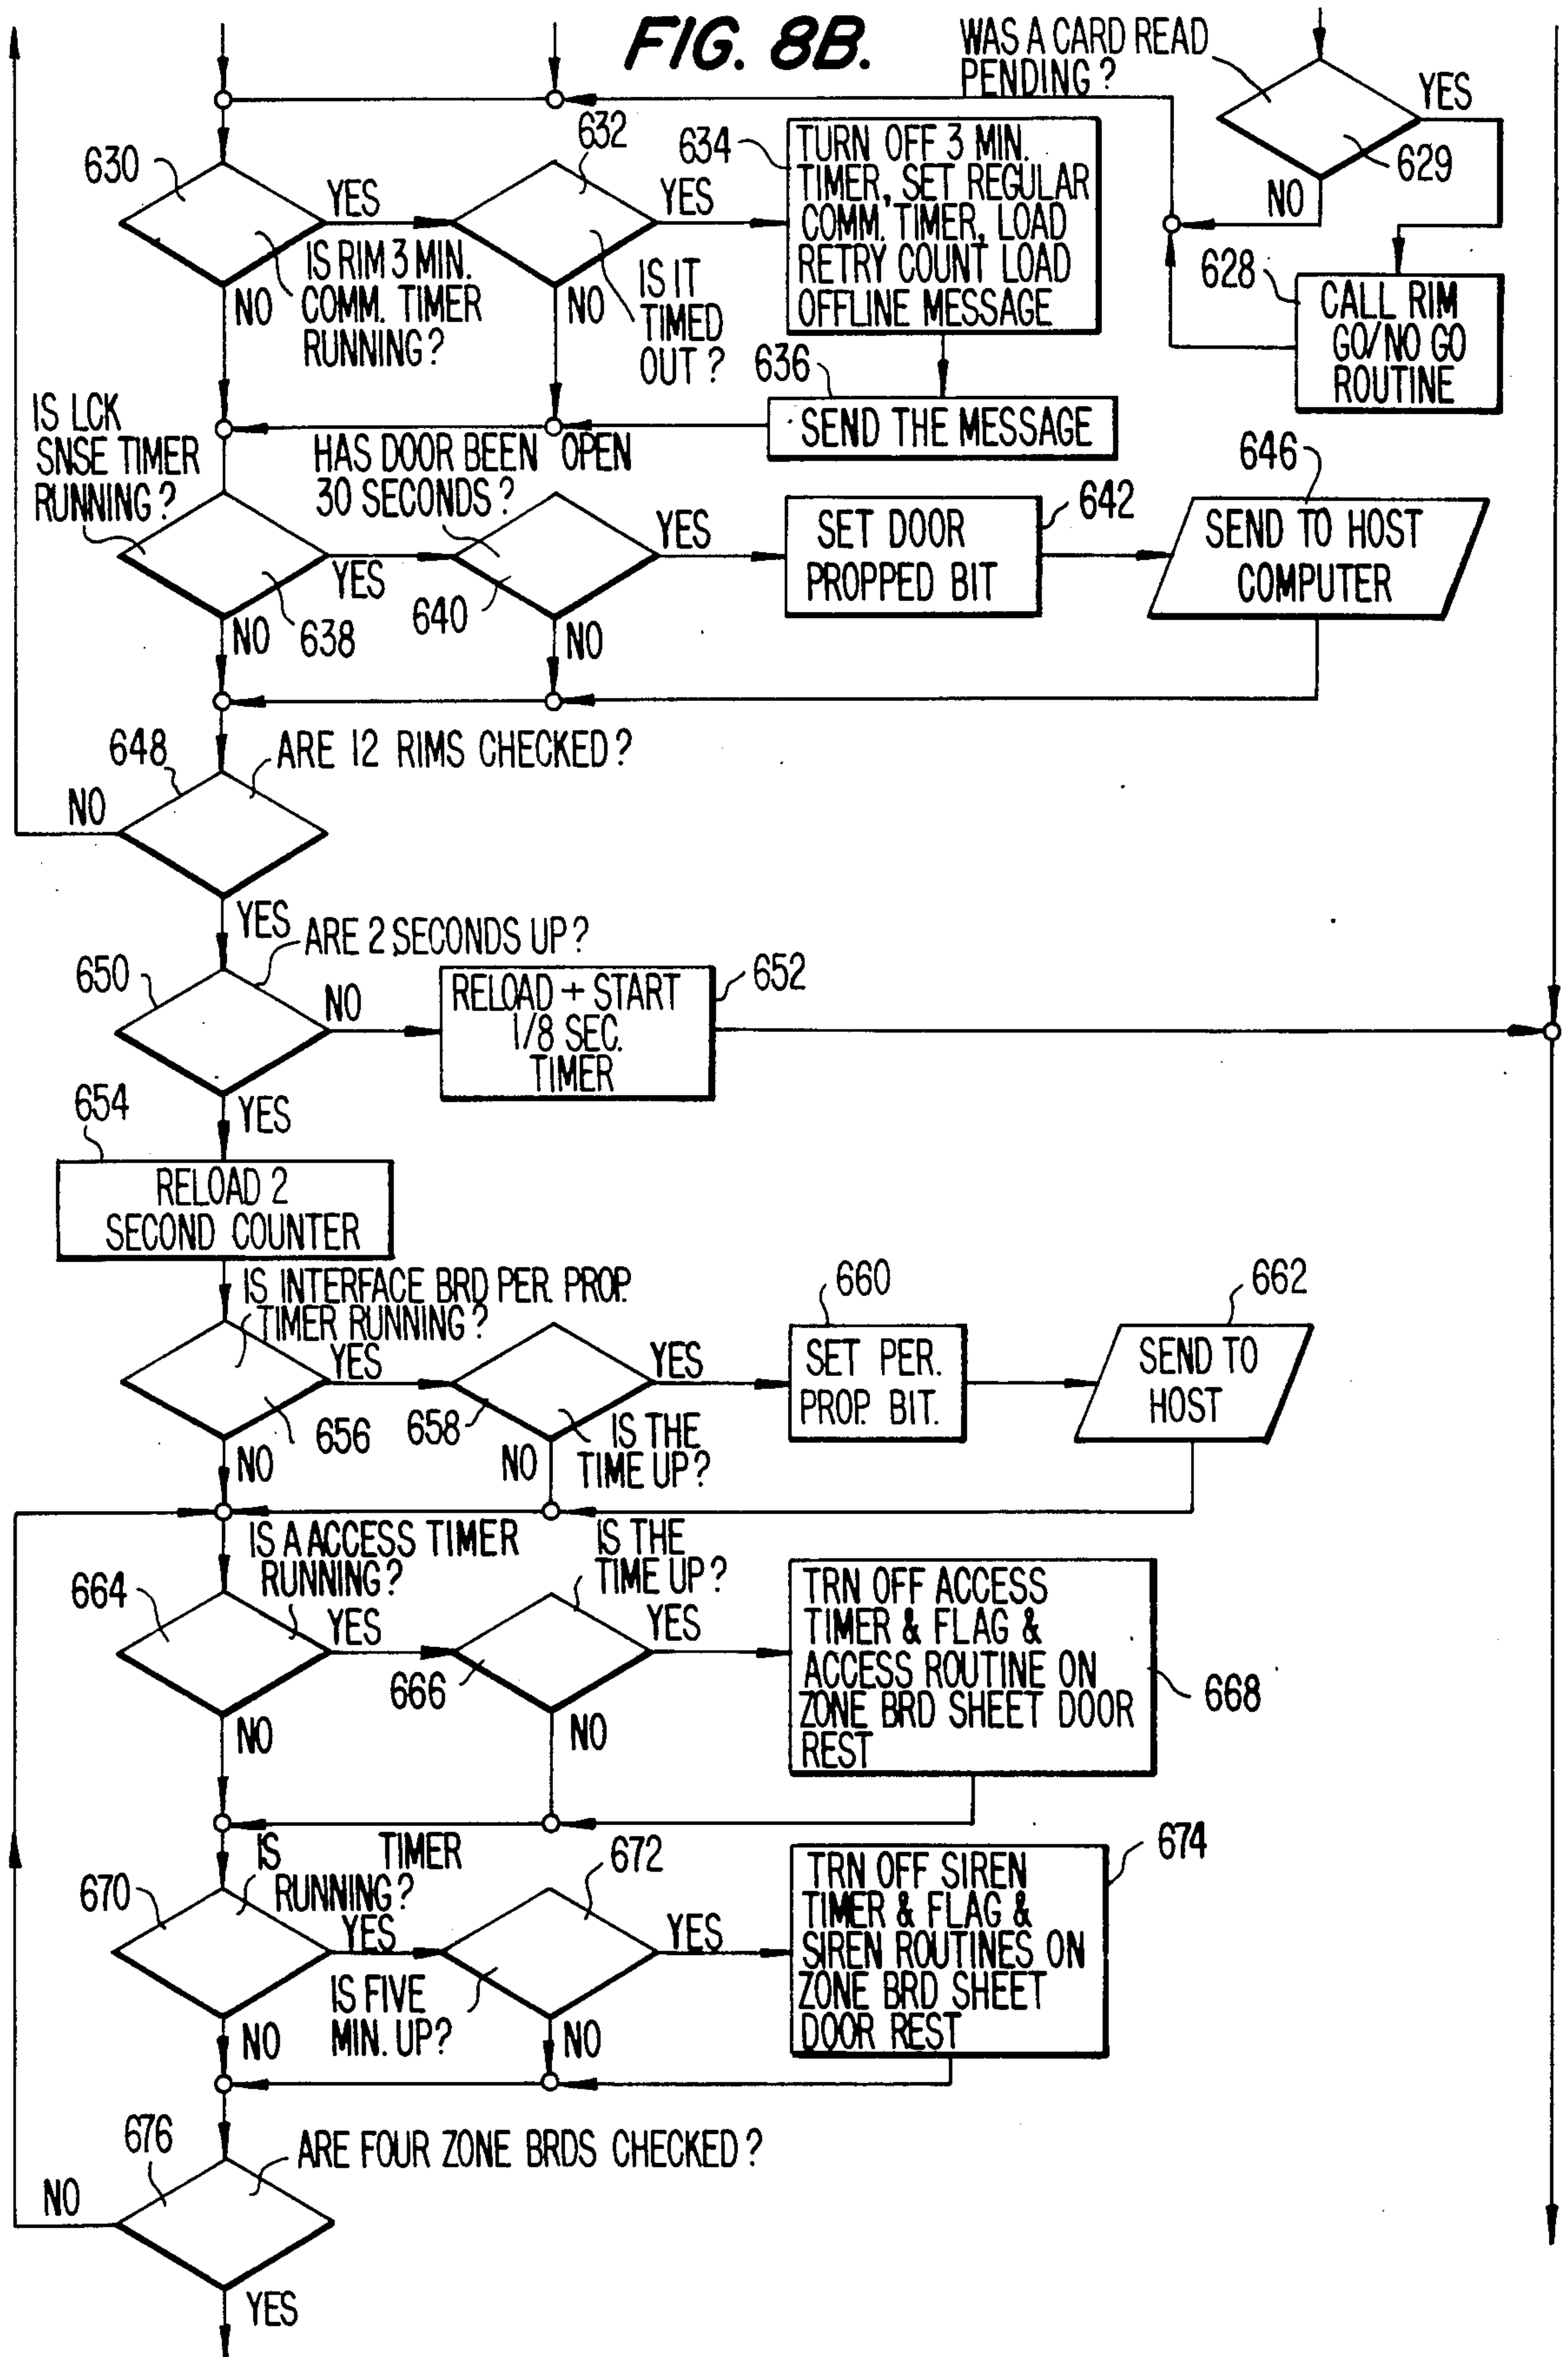 FIG. 8B.
WAS A CARD READ
PENDING?
YES
629
NO
628
CALL RIM
GO/NO GO
ROUTINE
630
YES
IS RIM 3 MIN.
COMM. TIMER
RUNNING?
NO
632
YES
IS IT
TIMED
OUT?
NO
634
TURN OFF 3 MIN.
TIMER, SET REGULAR
COMM. TIMER, LOAD
RETRY COUNT LOAD
OFFLINE MESSAGE
636
SEND THE MESSAGE
IS LCK
SNSE TIMER
RUNNING?
YES
638
NO
HAS DOOR BEEN OPEN
30 SECONDS?
YES
640
NO
642
SET DOOR
PROPPED BIT
646
SEND TO HOST
COMPUTER
648
ARE 12 RIMS CHECKED?
NO
YES
ARE 2 SECONDS UP?
650
NO
652
RELOAD + START
1/8 SEC.
TIMER
YES
654
RELOAD 2
SECOND COUNTER
IS INTERFACE BRD PER. PROP.
TIMER RUNNING?
YES
656
NO
658
YES
IS THE
TIME UP?
NO
660
SET PER.
PROP. BIT.
662
SEND TO
HOST
IS A ACCESS TIMER
RUNNING?
664
YES
NO
IS THE
TIME UP?
666
YES
NO
TRN OFF ACCESS
TIMER & FLAG &
ACCESS ROUTINE ON
ZONE BRD SHEET DOOR
REST
668
IS TIMER
RUNNING?
670
YES
NO
672
YES
IS FIVE
MIN. UP?
NO
674
TRN OFF SIREN
TIMER & FLAG &
SIREN ROUTINES ON
ZONE BRD SHEET
DOOR REST
676
ARE FOUR ZONE BRDS CHECKED?
NO
YES